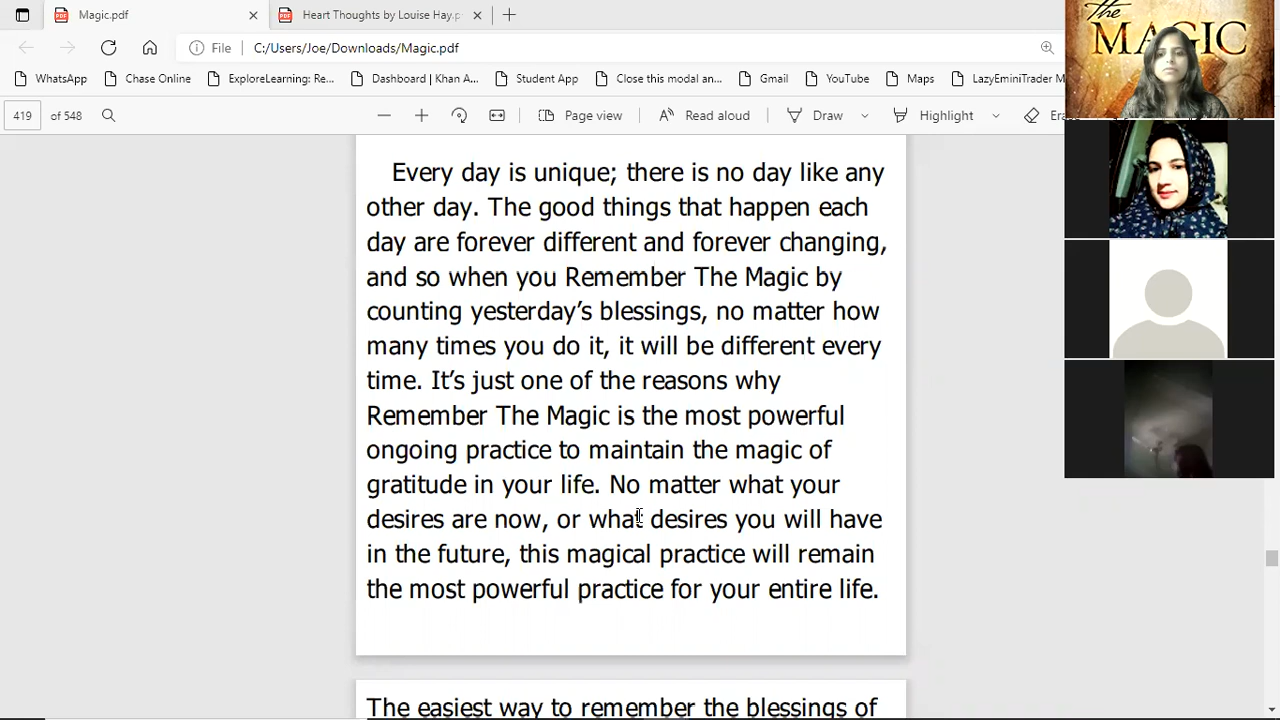 Magic.pdf
Heart Thoughts by Louise Hay.p
File C:/Users/Joe/Downloads/Magic.pdf
WhatsApp Chase Online ExploreLearning: Re... Dashboard | Khan A... Student App Close this modal an... Gmail YouTube Maps LazyEminiTrader M
419 of 548 Page view Read aloud Draw Highlight Era
Every day is unique; there is no day like any
other day. The good things that happen each
day are forever different and forever changing,
and so when you Remember The Magic by
counting yesterday’s blessings, no matter how
many times you do it, it will be different every
time. It’s just one of the reasons why
Remember The Magic is the most powerful
ongoing practice to maintain the magic of
gratitude in your life. No matter what your
desires are now, or what desires you will have
in the future, this magical practice will remain
the most powerful practice for your entire life.
The easiest way to remember the blessings of
The
MAGIC